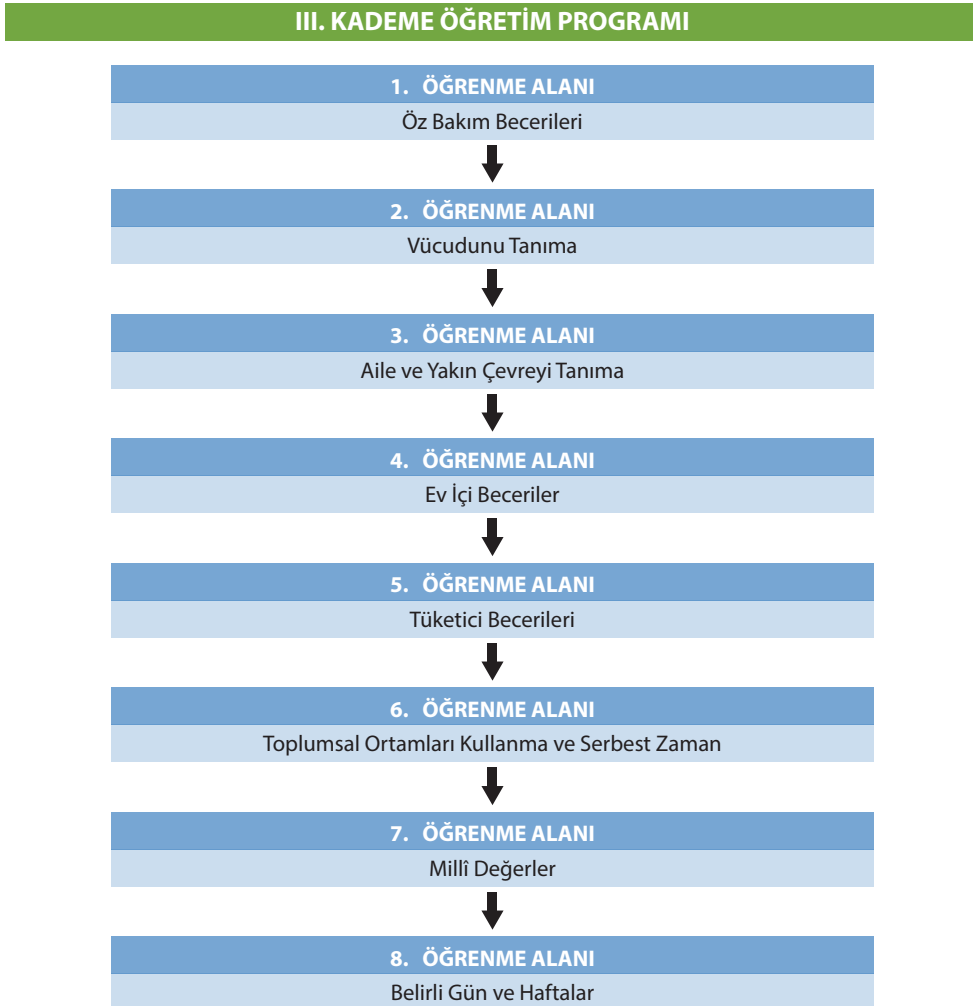 III. KADEME ÖĞRETİM PROGRAMI
1. ÖĞRENME ALANI
Öz Bakım Becerileri
2. ÖĞRENME ALANI
Vücudunu Tanıma
3. ÖĞRENME ALANI
Aile ve Yakın Çevreyi Tanıma
4. ÖĞRENME ALANI
Ev İçi Beceriler
5. ÖĞRENME ALANI
Tüketici Becerileri
6. ÖĞRENME ALANI
Toplumsal Ortamları Kullanma ve Serbest Zaman
7. ÖĞRENME ALANI
Millî Değerler
8. ÖĞRENME ALANI
Belirli Gün ve Haftalar